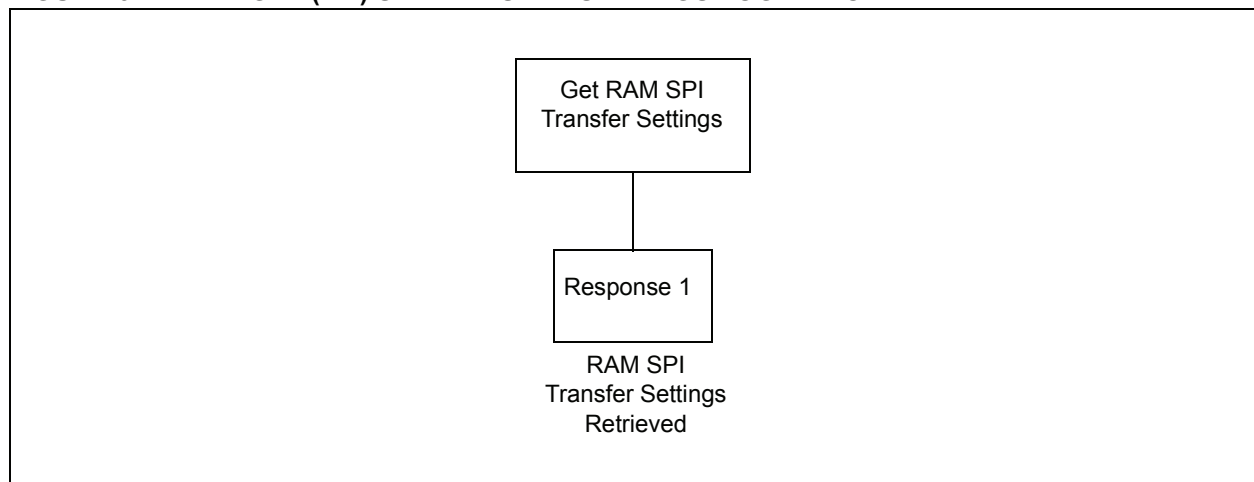 Get RAM SPI
Transfer Settings
Response 1
RAM SPI
Transfer Settings
Retrieved